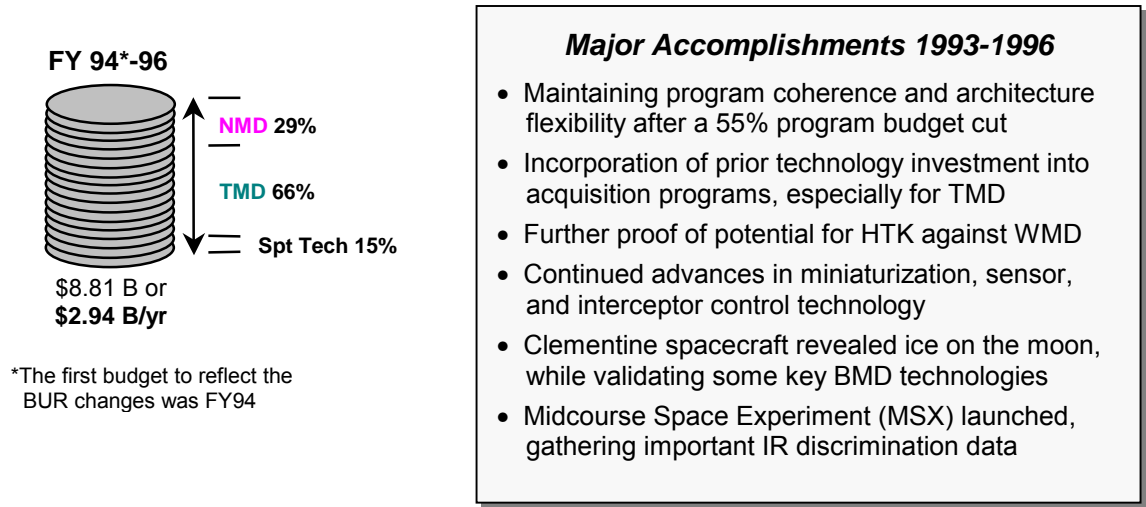 FY 94*-96
NMD 29%
TMD 66%
Spt Tech 15%
$8.81 B or
$2.94 B/yr
*The first budget to reflect the
BUR changes was FY94
Major Accomplishments 1993-1996
• Maintaining program coherence and architecture
flexibility after a 55% program budget cut
• Incorporation of prior technology investment into
acquisition programs, especially for TMD
• Further proof of potential for HTK against WMD
• Continued advances in miniaturization, sensor,
and interceptor control technology
• Clementine spacecraft revealed ice on the moon,
while validating some key BMD technologies
• Midcourse Space Experiment (MSX) launched,
gathering important IR discrimination data